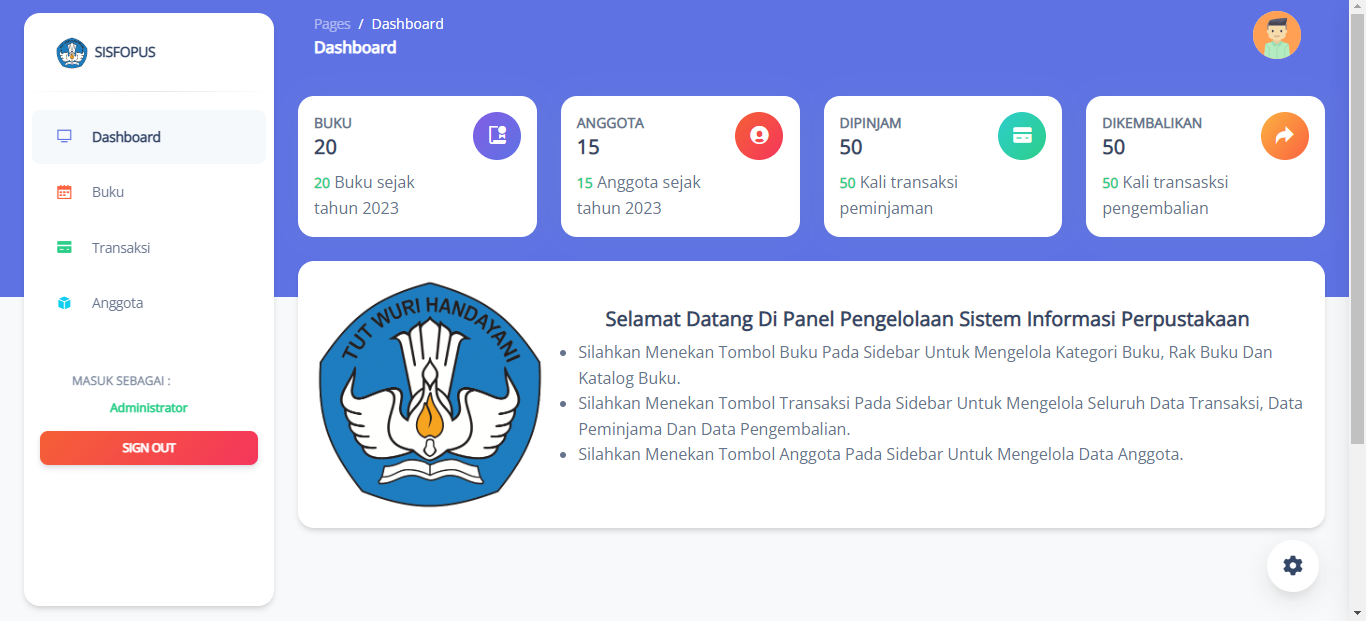 SISFOPUS
Dashboard
Buku
Transaksi
Anggota
MASUK SEBAGAI :
Administrator
SIGN OUT
Pages / Dashboard
Dashboard
BUKU
20
20 Buku sejak
tahun 2023
ANGGOTA
15
15 Anggota sejak
tahun 2023
DIPINJAM
50
50 Kali transaksi
peminjaman
DIKEMBALIKAN
50
50 Kali transasksi
pengembalian
TUT WURI HANDAYANI
Selamat Datang Di Panel Pengelolaan Sistem Informasi Perpustakaan
• Silahkan Menekan Tombol Buku Pada Sidebar Untuk Mengelola Kategori Buku, Rak Buku Dan
Katalog Buku.
• Silahkan Menekan Tombol Transaksi Pada Sidebar Untuk Mengelola Seluruh Data Transaksi, Data
Peminjama Dan Data Pengembalian.
• Silahkan Menekan Tombol Anggota Pada Sidebar Untuk Mengelola Data Anggota.